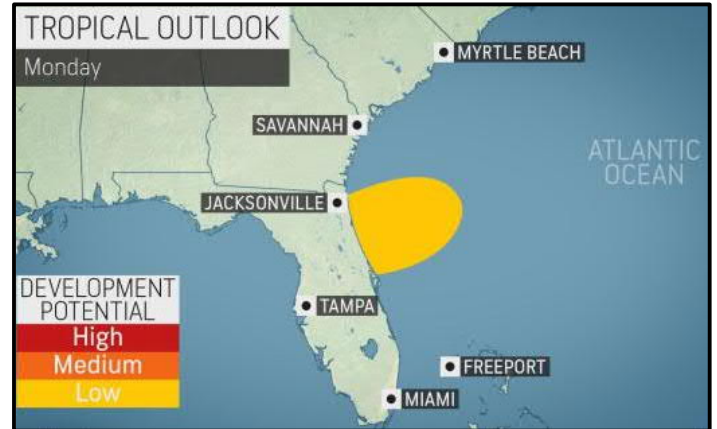 TROPICAL OUTLOOK
Monday
MYRTLE BEACH
SAVANNAH
ATLANTIC
OCEAN
JACKSONVILLE
DEVELOPMENT
POTENTIAL
High
Medium
Low
TAMPA
FREEPORT
MIAMI